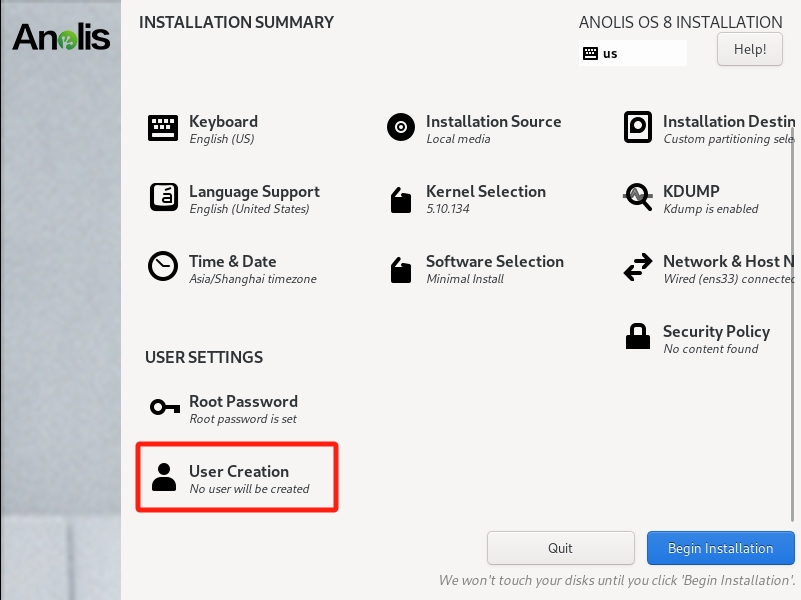 Anolis
INSTALLATION SUMMARY
ANOLIS OS 8 INSTALLATION
us
Help!
Keyboard
English (US)
Installation Source
Local media
Installation Destin
Custom partitioning sele
Language Support
English (United States)
Kernel Selection
5.10.134
KDUMP
Kdump is enabled
Time & Date
Asia/Shanghai timezone
Software Selection
Minimal Install
Network & Host N
Wired (ens33) connected
Security Policy
No content found
USER SETTINGS
Root Password
Root password is set
User Creation
No user will be created
Quit
Begin Installation
We won't touch your disks until you click 'Begin Installation'.